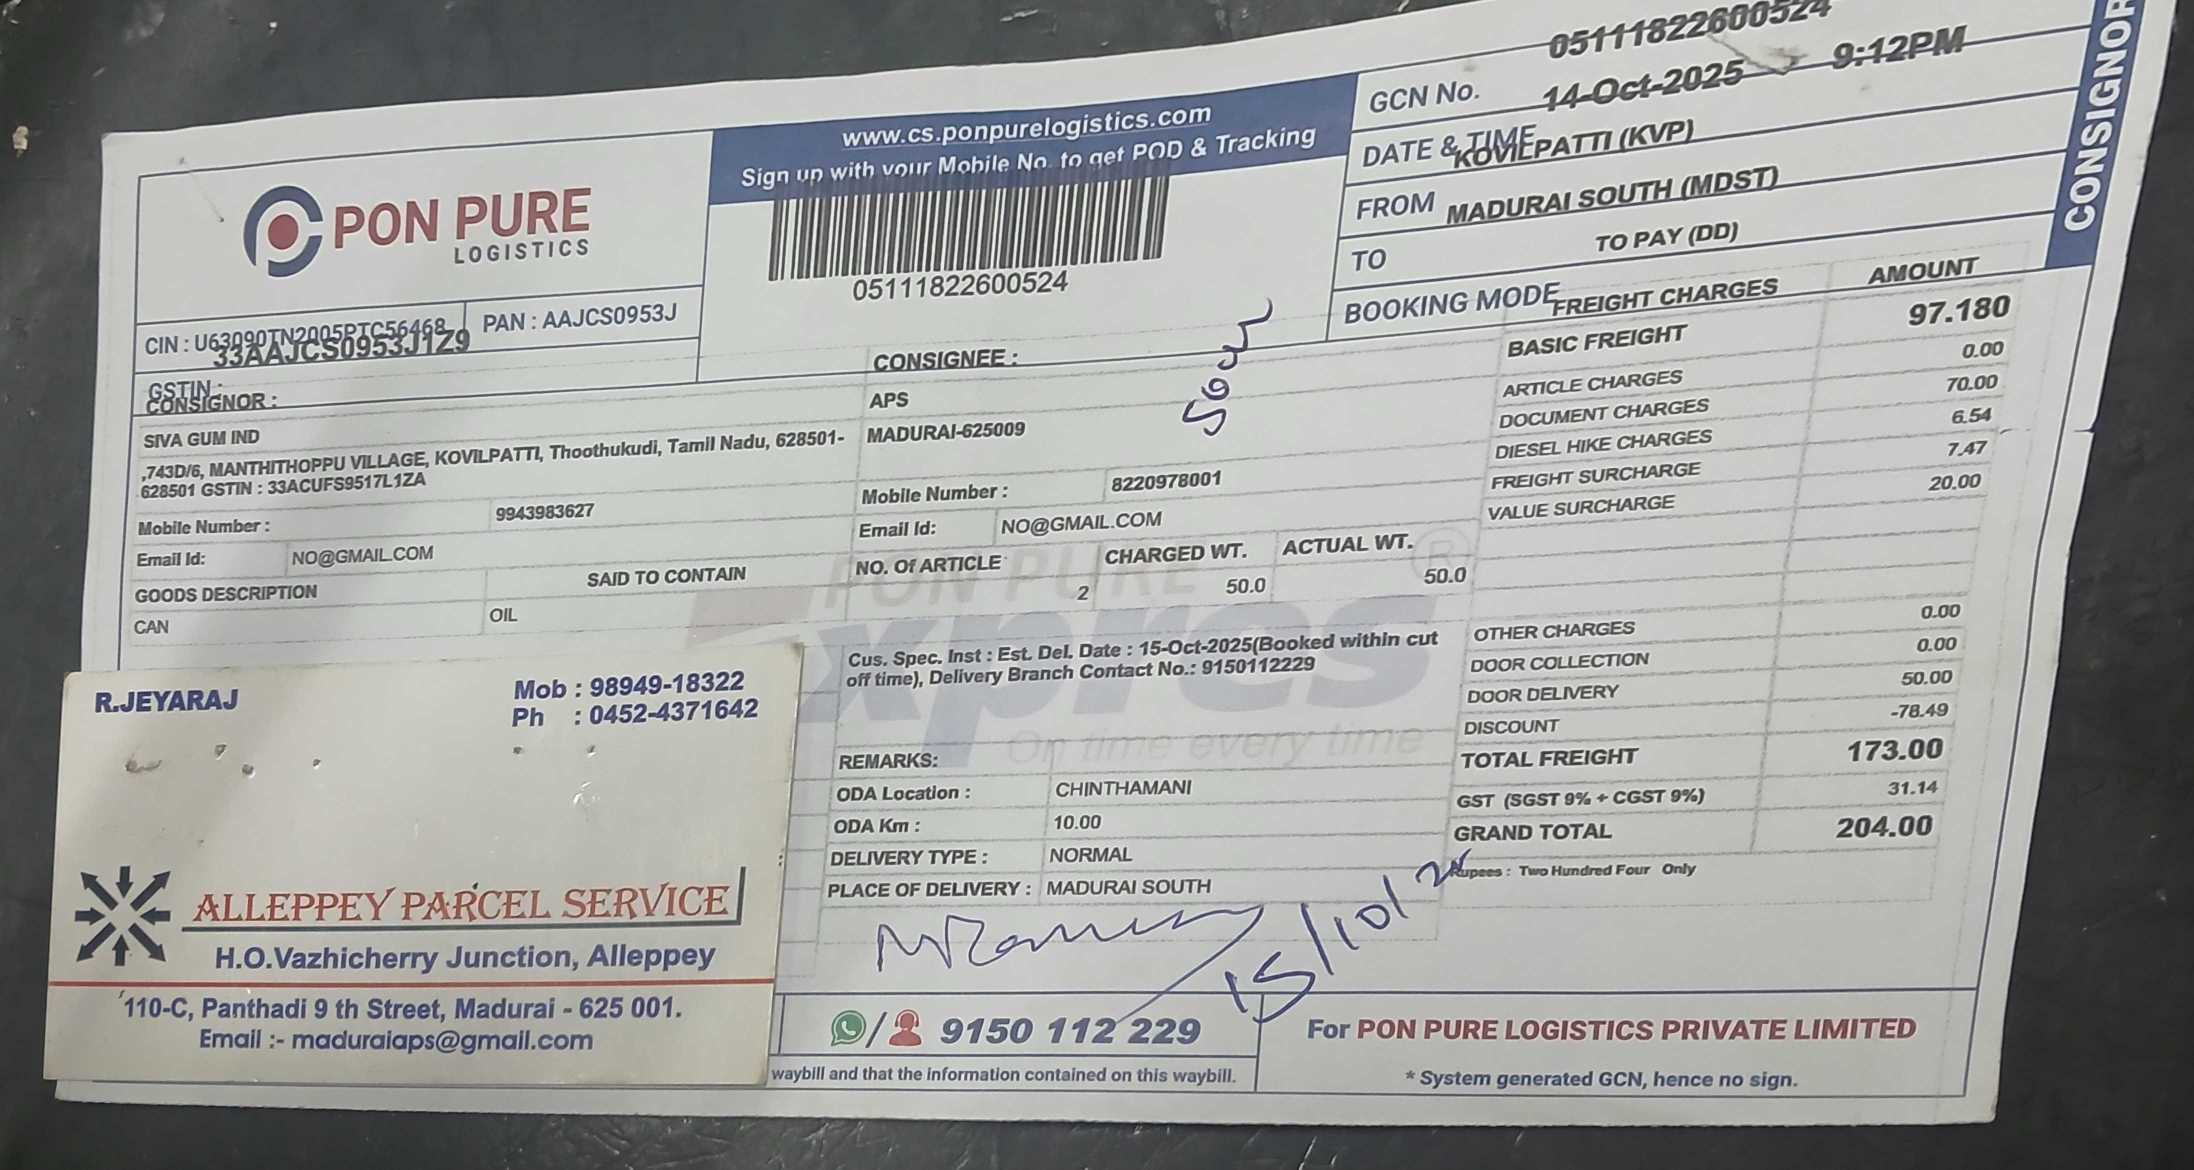 CONSIGNOR
www.cs.ponpurelogistics.com
Sign up with your Mobile No. to get POD & Tracking
PON PURE
LOGISTICS
05111822600524
GCN No. 05111822600524
DATE & TIME 14-Oct-2025 9:12PM
FROM KOVILPATTI (KVP)
TO MADURAI SOUTH (MDST)
BOOKING MODE TO PAY (DD)
CIN : U63090TN2005PTC56468 PAN : AAJCS0953J
GSTIN : 33AAJCS0953J1Z9
CONSIGNOR :
SIVA GUM IND
,743D/6, MANTHITHOPPU VILLAGE, KOVILPATTI, Thoothukudi, Tamil Nadu, 628501-
628501 GSTIN : 33ACUFS9517L1ZA
Mobile Number : 9943983627
Email Id: NO@GMAIL.COM
GOODS DESCRIPTION SAID TO CONTAIN
CAN OIL
CONSIGNEE :
APS
MADURAI-625009
Mobile Number : 8220978001
Email Id: NO@GMAIL.COM
NO. Of ARTICLE CHARGED WT. ACTUAL WT.
2 50.0 50.0
PON PURE
Xpres
On time every time
Cus. Spec. Inst : Est. Del. Date : 15-Oct-2025(Booked within cut
off time), Delivery Branch Contact No.: 9150112229
REMARKS:
ODA Location : CHINTHAMANI
ODA Km : 10.00
DELIVERY TYPE : NORMAL
PLACE OF DELIVERY : MADURAI SOUTH
FREIGHT CHARGES AMOUNT
BASIC FREIGHT 97.180
ARTICLE CHARGES 0.00
DOCUMENT CHARGES 70.00
DIESEL HIKE CHARGES 6.54
FREIGHT SURCHARGE 7.47
VALUE SURCHARGE 20.00
OTHER CHARGES 0.00
DOOR COLLECTION 0.00
DOOR DELIVERY 50.00
DISCOUNT -78.49
TOTAL FREIGHT 173.00
GST (SGST 9% + CGST 9%) 31.14
GRAND TOTAL 204.00
Rupees : Two Hundred Four Only
15/10/25
9150 112 229
For PON PURE LOGISTICS PRIVATE LIMITED
waybill and that the information contained on this waybill.
* System generated GCN, hence no sign.
R.JEYARAJ
Mob : 98949-18322
Ph : 0452-4371642
ALLEPPEY PARCEL SERVICE
H.O.Vazhicherry Junction, Alleppey
110-C, Panthadi 9 th Street, Madurai - 625 001.
Email :- maduraiaps@gmail.com